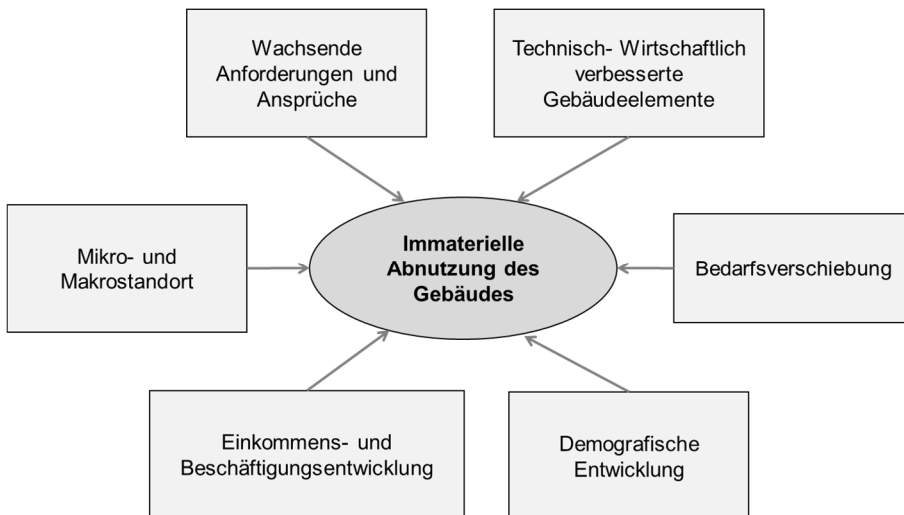 Wachsende
Anforderungen und
Ansprüche
Technisch- Wirtschaftlich
verbesserte
Gebäudeelemente
Mikro- und
Makrostandort
Immaterielle
Abnutzung des
Gebäudes
Bedarfsverschiebung
Einkommens- und
Beschäftigungsentwicklung
Demografische
Entwicklung